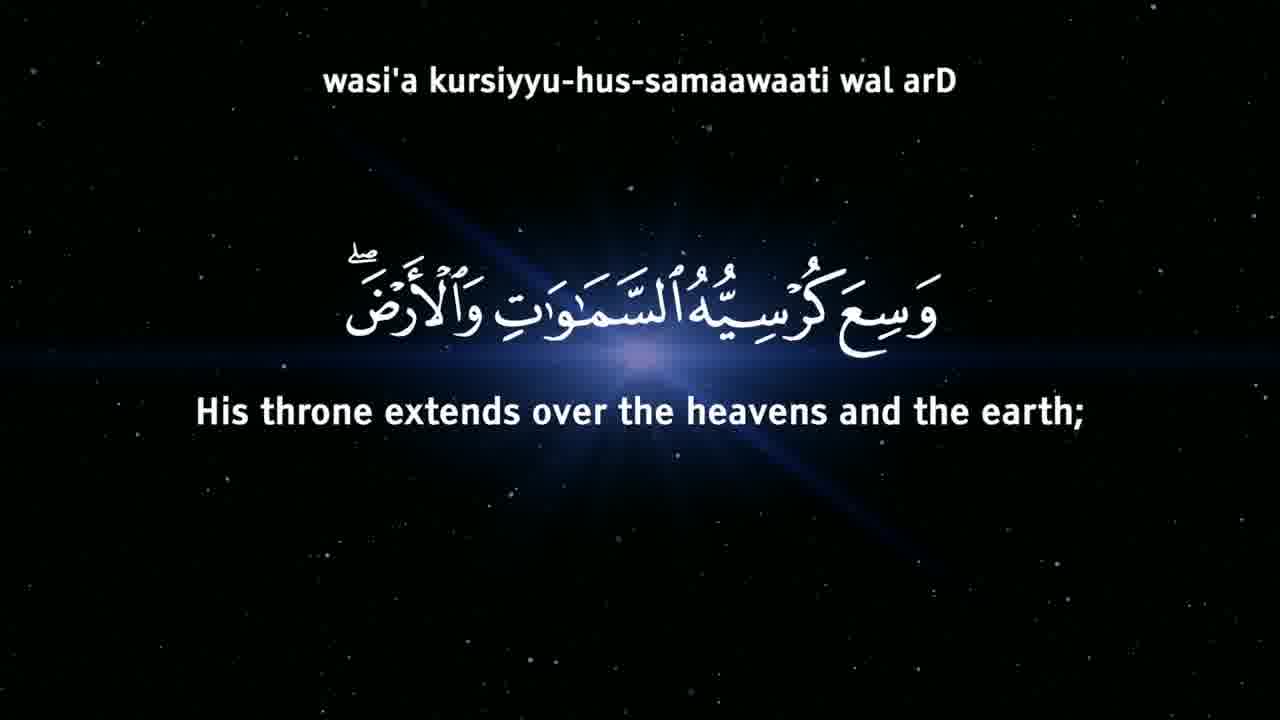 wasi'a kursiyyu-hus-samaawaati wal arD
وَسِعَ كُرْسِيُّهُ ٱلسَّمَـٰوَٰتِ وَٱلْأَرْضَ ۖ
His throne extends over the heavens and the earth;